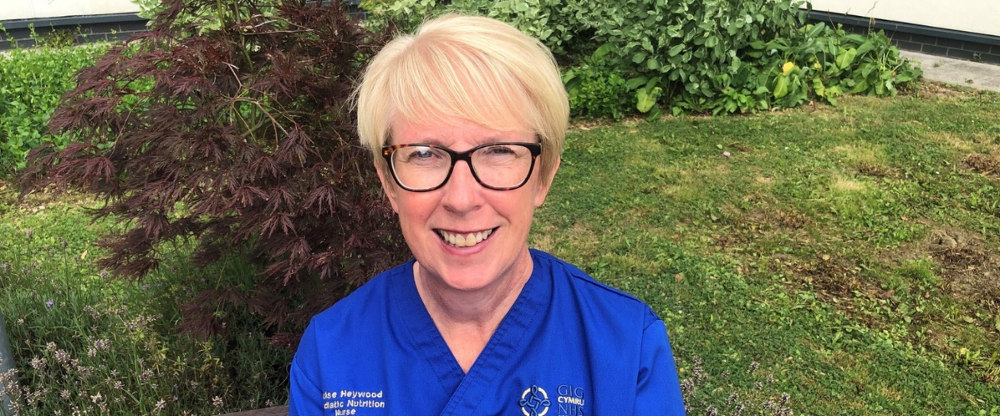 Heywood
Nutrition
Nurse
GIG
CYMRU
NHS